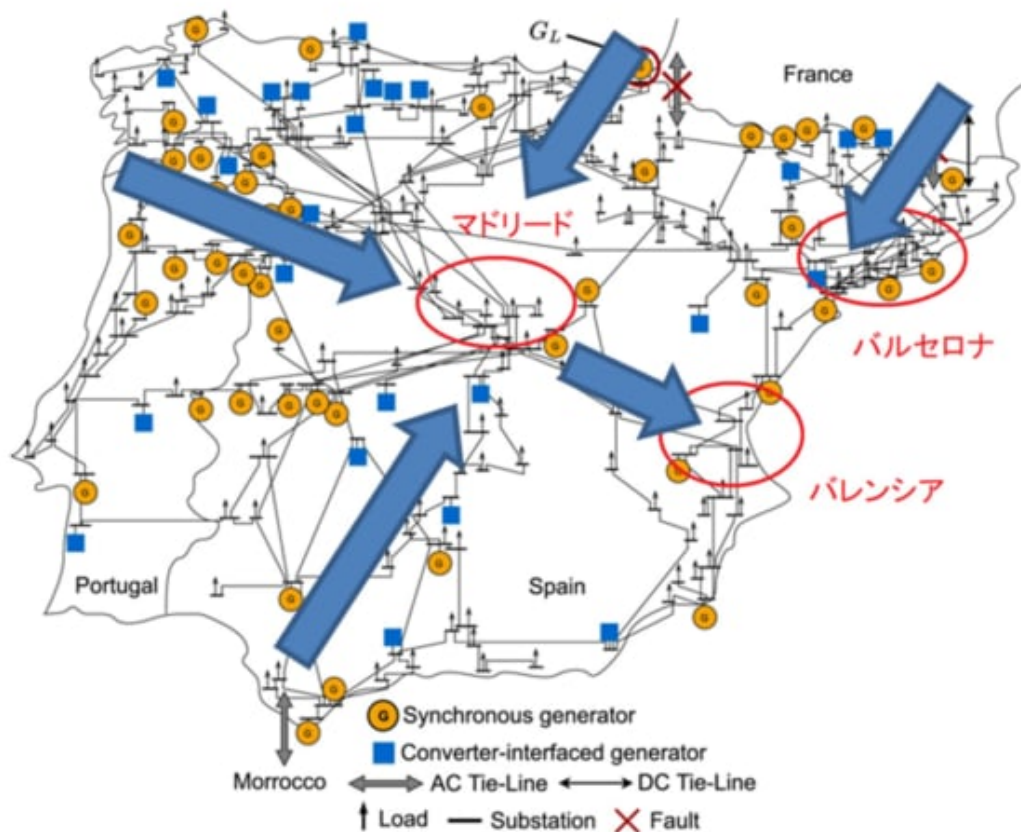 G_L
France
マドリード
バルセロナ
バレンシア
Portugal
Spain
G Synchronous generator
Converter-interfaced generator
Morrocco AC Tie-Line DC Tie-Line
Load Substation Fault